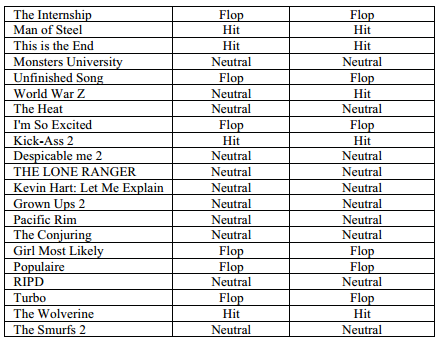 The Internship Flop Flop
Man of Steel Hit Hit
This is the End Hit Hit
Monsters University Neutral Neutral
Unfinished Song Flop Flop
World War Z Neutral Hit
The Heat Neutral Neutral
I'm So Excited Flop Flop
Kick-Ass 2 Hit Hit
Despicable me 2 Neutral Neutral
THE LONE RANGER Neutral Neutral
Kevin Hart: Let Me Explain Neutral Neutral
Grown Ups 2 Neutral Neutral
Pacific Rim Neutral Neutral
The Conjuring Neutral Neutral
Girl Most Likely Flop Flop
Populaire Flop Flop
RIPD Neutral Neutral
Turbo Flop Flop
The Wolverine Hit Hit
The Smurfs 2 Neutral Neutral